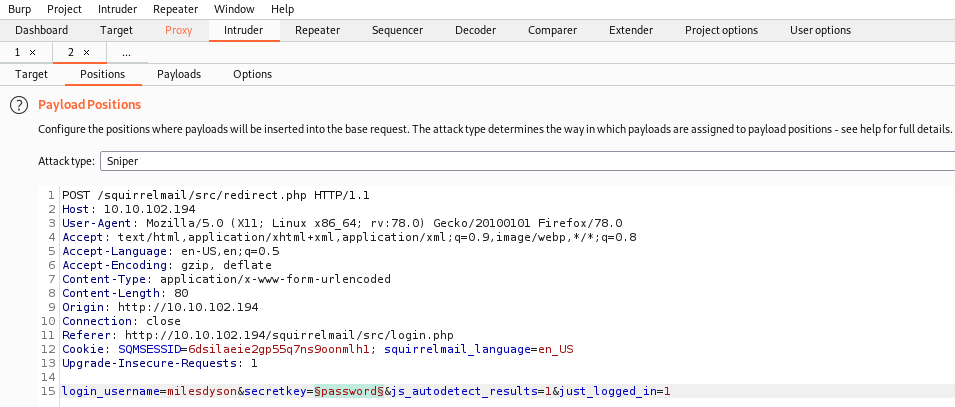 Burp Project Intruder Repeater Window Help
Dashboard Target Proxy Intruder Repeater Sequencer Decoder Comparer Extender Project options User options
1 × 2 × ...
Target Positions Payloads Options
? Payload Positions
Configure the positions where payloads will be inserted into the base request. The attack type determines the way in which payloads are assigned to payload positions - see help for full details.
Attack type: Sniper
1 POST /squirrelmail/src/redirect.php HTTP/1.1
2 Host: 10.10.102.194
3 User-Agent: Mozilla/5.0 (X11; Linux x86_64; rv:78.0) Gecko/20100101 Firefox/78.0
4 Accept: text/html,application/xhtml+xml,application/xml;q=0.9,image/webp,*/*;q=0.8
5 Accept-Language: en-US,en;q=0.5
6 Accept-Encoding: gzip, deflate
7 Content-Type: application/x-www-form-urlencoded
8 Content-Length: 80
9 Origin: http://10.10.102.194
10 Connection: close
11 Referer: http://10.10.102.194/squirrelmail/src/login.php
12 Cookie: SQMSESSID=6dsilaeie2gp55q7ns9oonmlh1; squirrelmail_language=en_US
13 Upgrade-Insecure-Requests: 1
14
15 login_username=milesdyson&secretkey=§password§&js_autodetect_results=1&just_logged_in=1